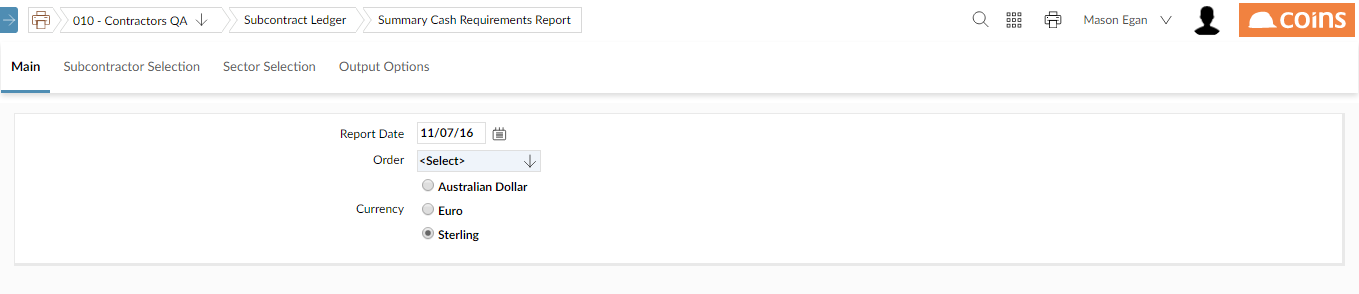 010 - Contractors QA Subcontract Ledger Summary Cash Requirements Report Mason Egan coins
Main Subcontractor Selection Sector Selection Output Options
Report Date 11/07/16
Order <Select>
Australian Dollar
Currency Euro
Sterling